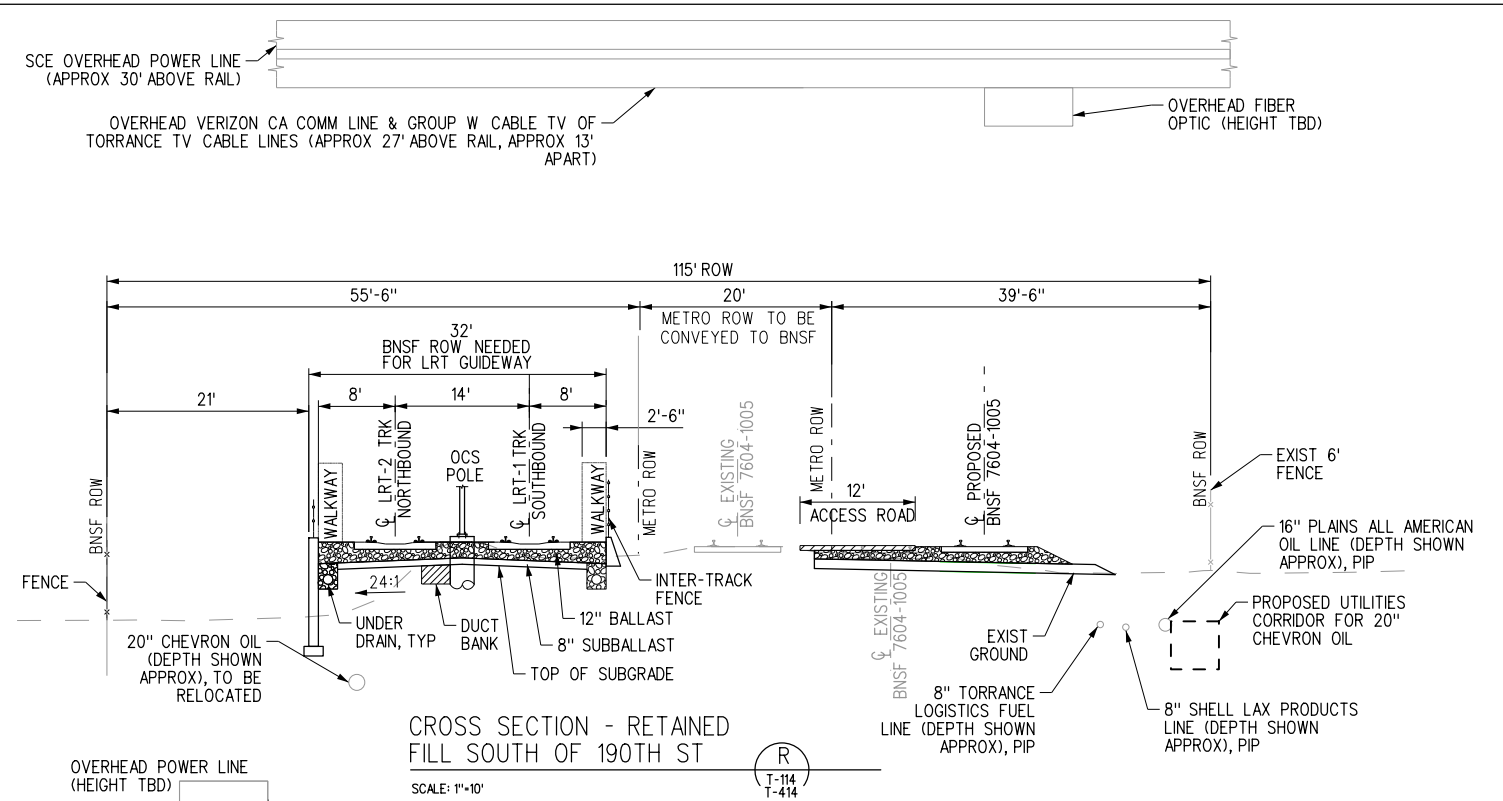 SCE OVERHEAD POWER LINE
(APPROX 30' ABOVE RAIL)
OVERHEAD VERIZON CA COMM LINE & GROUP W CABLE TV OF
TORRANCE TV CABLE LINES (APPROX 27' ABOVE RAIL, APPROX 13'
APART)
OVERHEAD FIBER
OPTIC (HEIGHT TBD)
115' ROW
55'-6"
20'
39'-6"
METRO ROW TO BE
CONVEYED TO BNSF
32'
BNSF ROW NEEDED
FOR LRT GUIDEWAY
21'
8'
14'
8'
2'-6"
BNSF ROW
WALKWAY
℄ LRT-2 TRK
NORTHBOUND
OCS
POLE
℄ LRT-1 TRK
SOUTHBOUND
WALKWAY
METRO ROW
℄ EXISTING
BNSF 7604-1005
METRO ROW
12'
ACCESS ROAD
℄ PROPOSED
BNSF 7604-1005
BNSF ROW
EXIST 6'
FENCE
16" PLAINS ALL AMERICAN
OIL LINE (DEPTH SHOWN
APPROX), PIP
PROPOSED UTILITIES
CORRIDOR FOR 20"
CHEVRON OIL
FENCE
24:1
UNDER
DRAIN, TYP
DUCT
BANK
INTER-TRACK
FENCE
12" BALLAST
8" SUBBALLAST
TOP OF SUBGRADE
20" CHEVRON OIL
(DEPTH SHOWN
APPROX), TO BE
RELOCATED
℄ EXISTING
BNSF 7604-1005
EXIST
GROUND
8" TORRANCE
LOGISTICS FUEL
LINE (DEPTH SHOWN
APPROX), PIP
8" SHELL LAX PRODUCTS
LINE (DEPTH SHOWN
APPROX), PIP
CROSS SECTION - RETAINED
FILL SOUTH OF 190TH ST
SCALE: 1"=10'
R
T-114
T-414
OVERHEAD POWER LINE
(HEIGHT TBD)